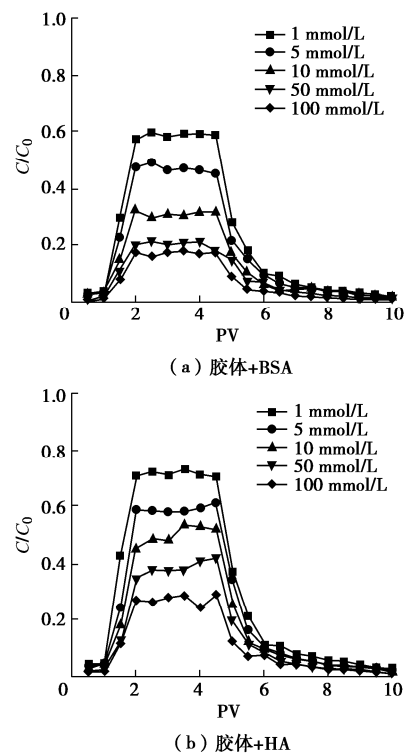 1.0
0.8
0.6
0.4
0.2
0 2 4 6 8 10
C/C₀
PV
1 mmol/L
5 mmol/L
10 mmol/L
50 mmol/L
100 mmol/L
(a)胶体+BSA
1.0
0.8
0.6
0.4
0.2
0 2 4 6 8 10
C/C₀
PV
1 mmol/L
5 mmol/L
10 mmol/L
50 mmol/L
100 mmol/L
(b)胶体+HA